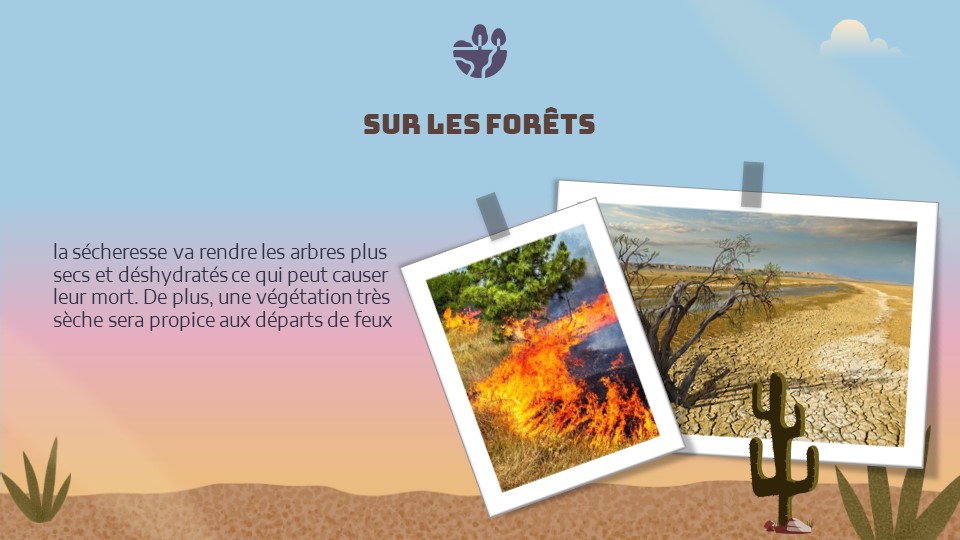 SUR LES FORÊTS
la sécheresse va rendre les arbres plus
secs et déshydratés ce qui peut causer
leur mort. De plus, une végétation très
sèche sera propice aux départs de feux